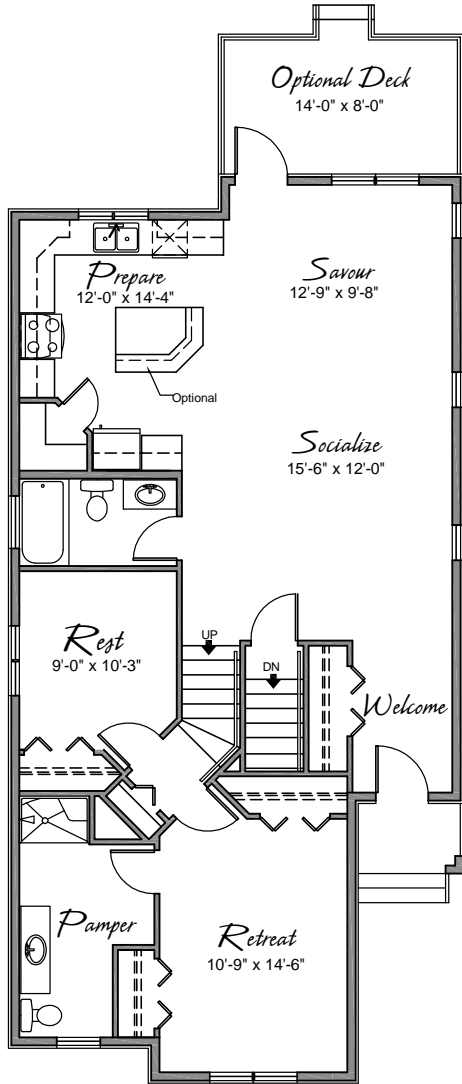 Optional Deck
14'-0" x 8'-0"
Prepare
12'-0" x 14'-4"
Savour
12'-9" x 9'-8"
Optional
Socialize
15'-6" x 12'-0"
Rest
9'-0" x 10'-3"
UP
DN
Welcome
Pamper
Retreat
10'-9" x 14'-6"